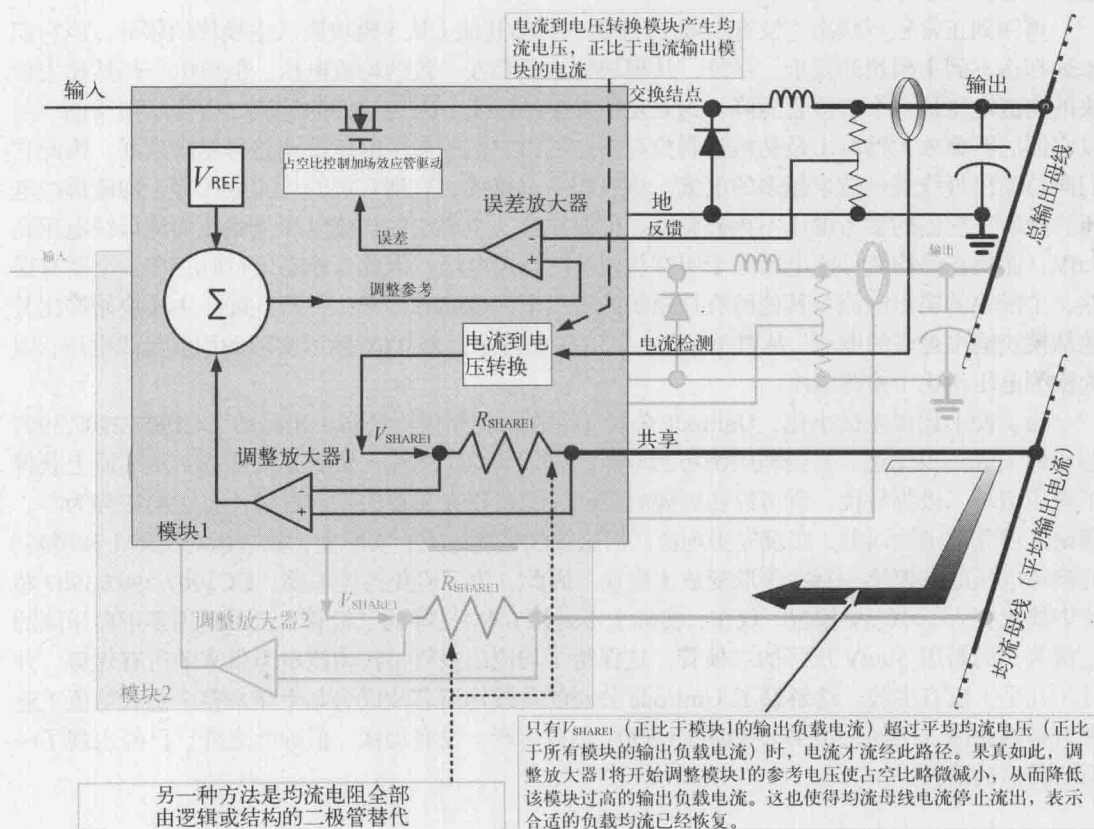 电流到电压转换模块产生均
流电压，正比于电流输出模
块的电流
输入
交换结点
输出
占空比控制加场效应管驱动
VREF
误差放大器
地
反馈
误差
-
+
输入
调整参考
Σ
输出
电流到电
压转换
电流检测
总输出母线
VSHARE1
RSHARE1
共享
调整放大器1
-
+
模块1
均流母线（平均输出电流）
VSHARE1
RSHARE1
调整放大器2
-
+
模块2
只有VSHARE1（正比于模块1的输出负载电流）超过平均均流电压（正比
于所有模块的输出负载电流）时，电流才流经此路径。果真如此，调
整放大器1将开始调整模块1的参考电压使占空比略微减小，从而降低
该模块过高的输出负载电流。这也使得均流母线电流停止流出，表示
合适的负载均流已经恢复。
另一种方法是均流电阻全部
由逻辑或结构的二极管替代